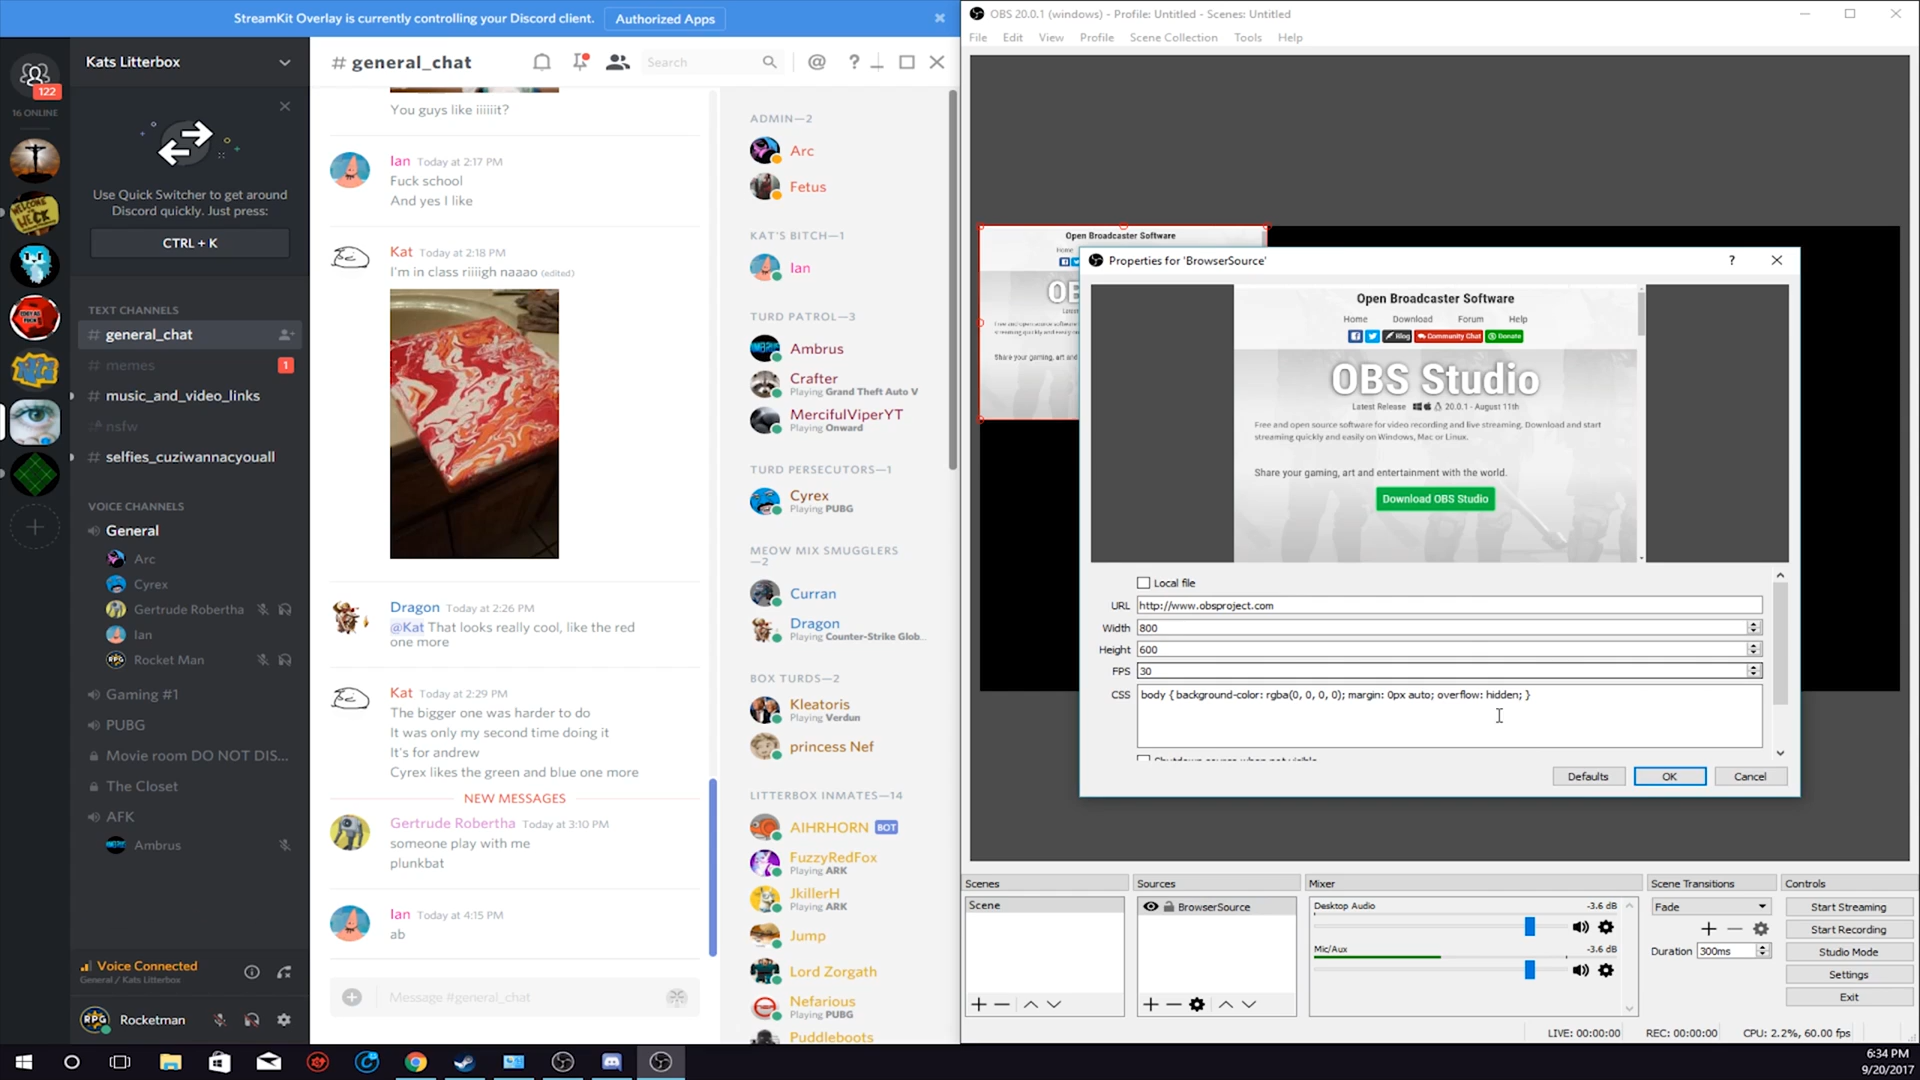 StreamKit Overlay is currently controlling your Discord client.
Authorized Apps
Kats Litterbox
122
16 ONLINE
Use Quick Switcher to get around
Discord quickly. Just press:
CTRL + K
TEXT CHANNELS
# general_chat
# memes
1
# music_and_video_links
nsfw
# selfies_cuziwannacyouall
VOICE CHANNELS
General
Arc
Cyrex
Gertrude Robertha
Ian
Rocket Man
Gaming #1
PUBG
Movie room DO NOT DIS...
The Closet
AFK
Ambrus
Voice Connected
General / Kats Litterbox
RPG
Rocketman
# general_chat
Search
@
?
You guys like iiiiiit?
Ian Today at 2:17 PM
Fuck school
And yes I like
Kat Today at 2:18 PM
I'm in class riiiigh naaao (edited)
Dragon Today at 2:26 PM
@Kat That looks really cool, like the red
one more
Kat Today at 2:29 PM
The bigger one was harder to do
It was only my second time doing it
It's for andrew
Cyrex likes the green and blue one more
NEW MESSAGES
Gertrude Robertha Today at 3:10 PM
someone play with me
plunkbat
Ian Today at 4:15 PM
ab
Message #general_chat
ADMIN—2
Arc
Fetus
KAT'S BITCH—1
Ian
TURD PATROL—3
Ambrus
Crafter
Playing Grand Theft Auto V
MercifulViperYT
Playing Onward
TURD PERSECUTORS—1
Cyrex
Playing PUBG
MEOW MIX SMUGGLERS
—2
Curran
Dragon
Playing Counter-Strike Glob...
BOX TURDS—2
Kleatoris
Playing Verdun
princess Nef
LITTERBOX INMATES—14
AIHRHORN BOT
FuzzyRedFox
Playing ARK
JkillerH
Playing ARK
Jump
Lord Zorgath
Nefarious
Playing PUBG
Puddleboots
OBS 20.0.1 (windows) - Profile: Untitled - Scenes: Untitled
File Edit View Profile Scene Collection Tools Help
Open Broadcaster Software
Properties for 'BrowserSource'
?
Open Broadcaster Software
Home Download Forum Help
Blog Community Chat Donate
OBS Studio
Latest Release 20.0.1 - August 11th
Free and open source software for video recording and live streaming. Download and start
streaming quickly and easily on Windows, Mac or Linux.
Share your gaming, art and entertainment with the world.
Download OBS Studio
Local file
URL http://www.obsproject.com
Width 800
Height 600
FPS 30
CSS body { background-color: rgba(0, 0, 0, 0); margin: 0px auto; overflow: hidden; }
Defaults OK Cancel
Scenes
Scene
Sources
BrowserSource
Mixer
Desktop Audio -3.6 dB
Mic/Aux -3.6 dB
Scene Transitions
Fade
Duration 300ms
Controls
Start Streaming
Start Recording
Studio Mode
Settings
Exit
LIVE: 00:00:00 REC: 00:00:00 CPU: 2.2%, 60.00 fps
6:34 PM
9/20/2017